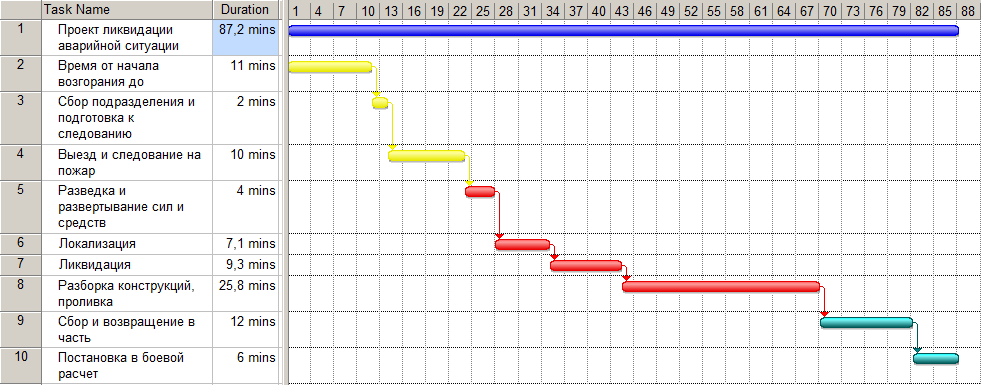 Task Name Duration 1 4 7 10 13 16 19 22 25 28 31 34 37 40 43 46 49 52 55 58 61 64 67 70 73 76 79 82 85 88
1 Проект ликвидации 87,2 mins
аварийной ситуации
2 Время от начала 11 mins
возгорания до
3 Сбор подразделения и 2 mins
подготовка к
следованию
4 Выезд и следование на 10 mins
пожар
5 Разведка и 4 mins
развертывание сил и
средств
6 Локализация 7,1 mins
7 Ликвидация 9,3 mins
8 Разборка конструкций, 25,8 mins
проливка
9 Сбор и возвращение в 12 mins
часть
10 Постановка в боевой 6 mins
расчет